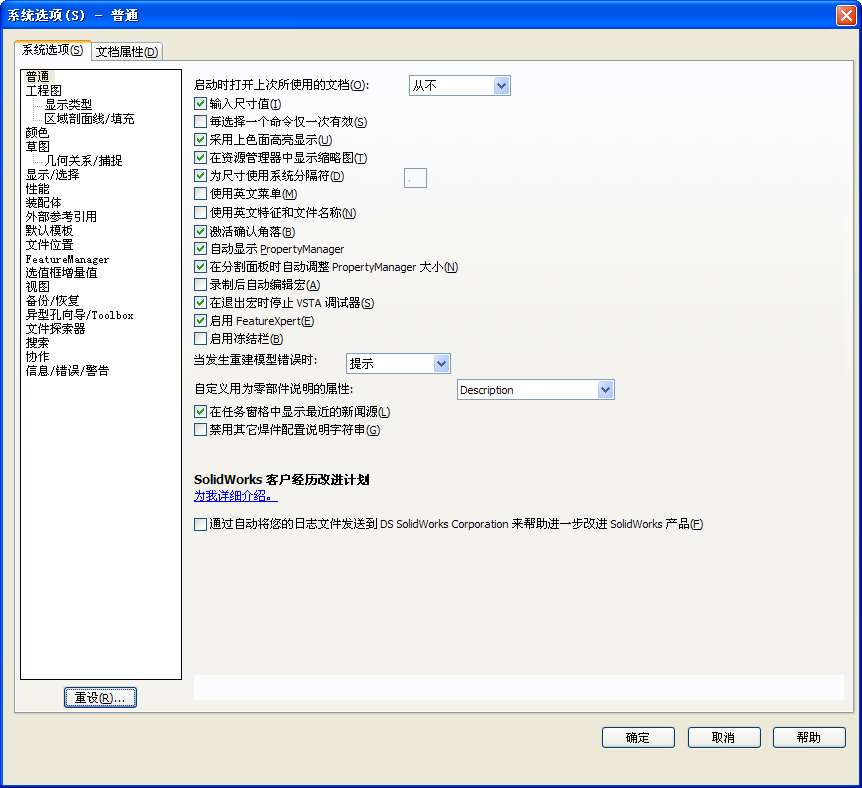 系统选项(S) - 普通
系统选项(S)
文档属性(D)
普通
工程图
显示类型
区域剖面线/填充
颜色
草图
几何关系/捕捉
显示/选择
性能
装配体
外部参考引用
默认模板
文件位置
FeatureManager
选值框增量值
视图
备份/恢复
异型孔向导/Toolbox
文件探索器
搜索
协作
信息/错误/警告
重设(R)...
启动时打开上次所使用的文档(O):
从不
输入尺寸值(I)
每选择一个命令仅一次有效(S)
采用上色面高亮显示(U)
在资源管理器中显示缩略图(T)
为尺寸使用系统分隔符(D)
.
使用英文菜单(M)
使用英文特征和文件名称(N)
激活确认角落(B)
自动显示 PropertyManager
在分割面板时自动调整 PropertyManager 大小(N)
录制后自动编辑宏(A)
在退出宏时停止 VSTA 调试器(S)
启用 FeatureXpert(E)
启用冻结栏(B)
当发生重建模型错误时:
提示
自定义用为零部件说明的属性:
Description
在任务窗格中显示最近的新闻源(L)
禁用其它焊件配置说明字符串(G)
SolidWorks 客户经历改进计划
为我详细介绍。
通过自动将您的日志文件发送到 DS SolidWorks Corporation 来帮助进一步改进 SolidWorks 产品(F)
确定
取消
帮助